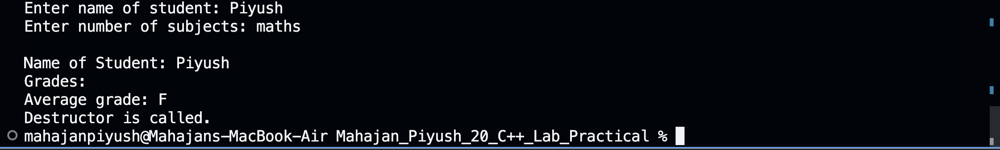 Enter name of student: Piyush
Enter number of subjects: maths
Name of Student: Piyush
Grades:
Average grade: F
Destructor is called.
mahajanpiyush@Mahajans-MacBook-Air Mahajan_Piyush_20_C++_Lab_Practical %